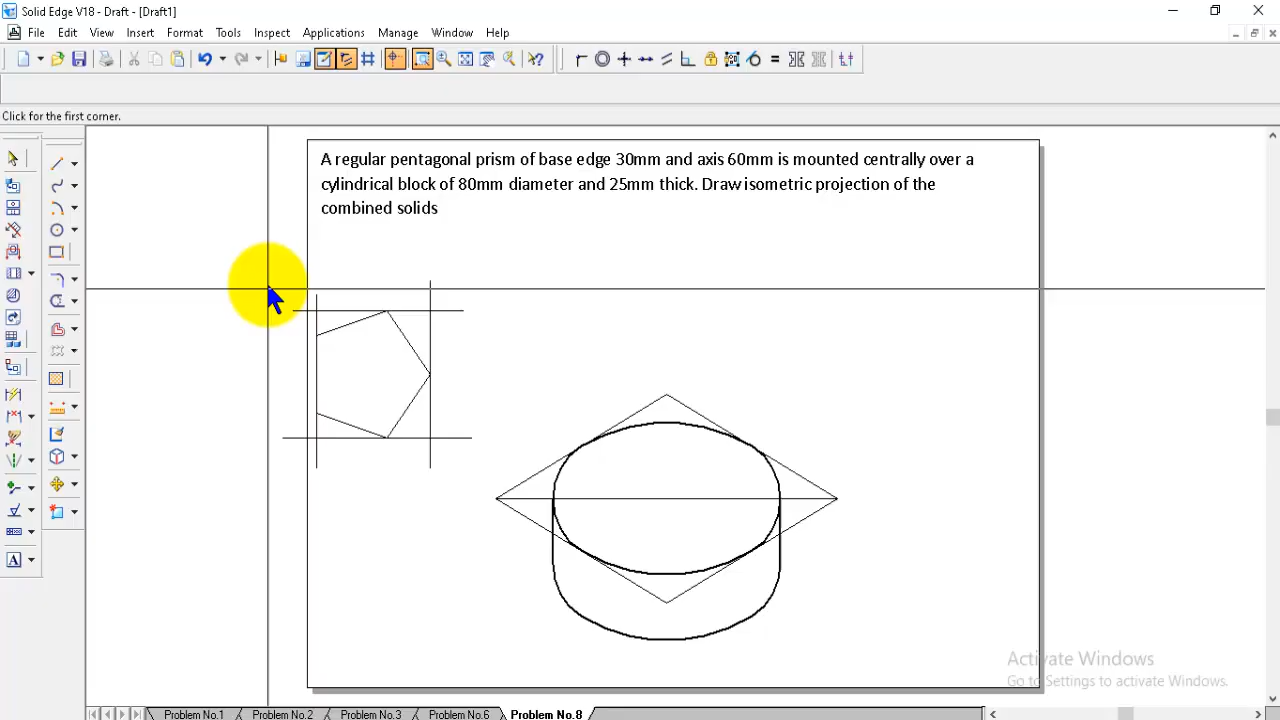 Solid Edge V18 - Draft - [Draft1]
File Edit View Insert Format Tools Inspect Applications Manage Window Help
Click for the first corner.
A regular pentagonal prism of base edge 30mm and axis 60mm is mounted centrally over a
cylindrical block of 80mm diameter and 25mm thick. Draw isometric projection of the
combined solids
Activate Windows
Go to Settings to activate Windows.
Problem No.1 Problem No.2 Problem No.3 Problem No.6 Problem No.8